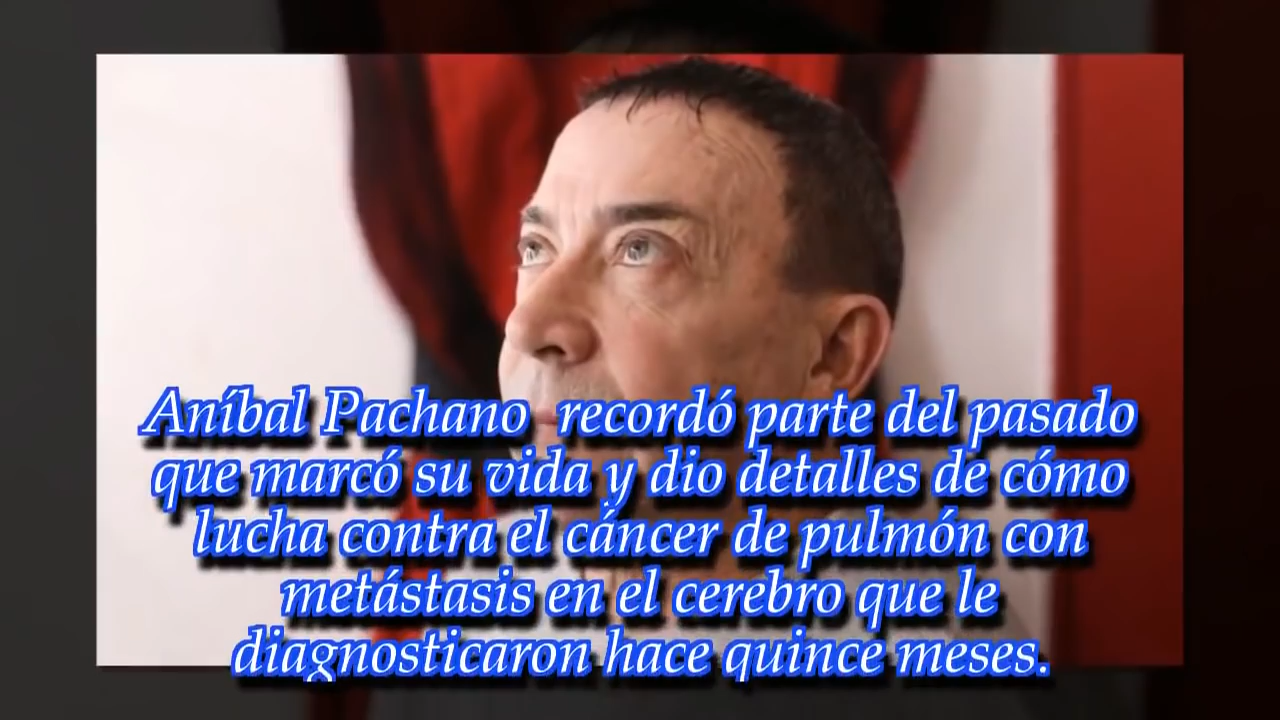 Aníbal Pachano recordó parte del pasado
que marcó su vida y dio detalles de cómo
lucha contra el cáncer de pulmón con
metástasis en el cerebro que le
diagnosticaron hace quince meses.